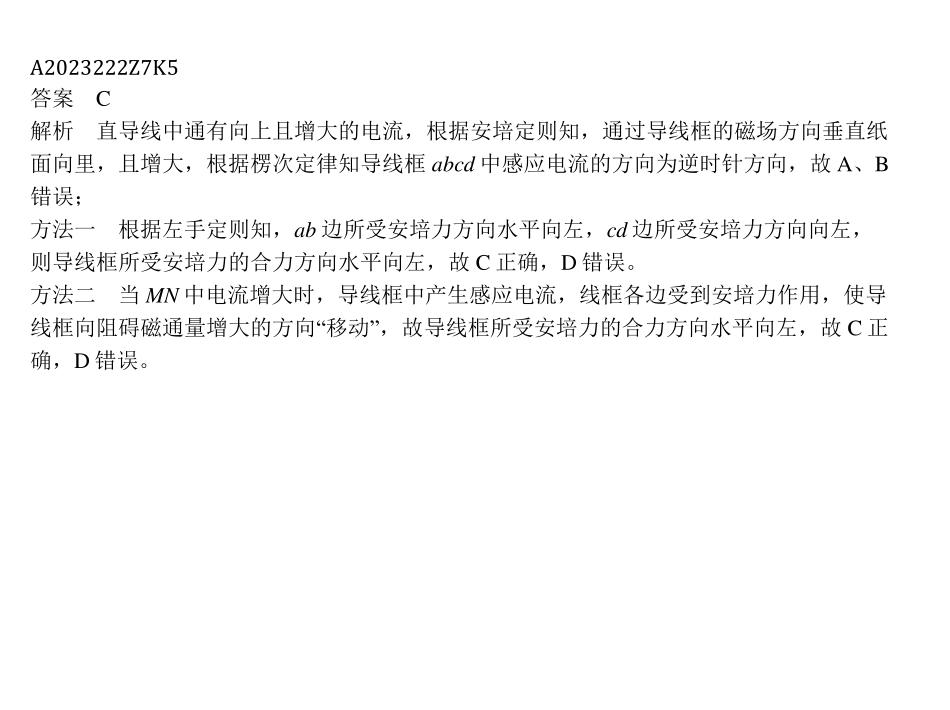 A2023222Z7K5
答案　C
解析　直导线中通有向上且增大的电流，根据安培定则知，通过导线框的磁场方向垂直纸
面向里，且增大，根据楞次定律知导线框 abcd 中感应电流的方向为逆时针方向，故 A、B
错误；
方法一　根据左手定则知，ab 边所受安培力方向水平向左，cd 边所受安培力方向向左，
则导线框所受安培力的合力方向水平向左，故 C 正确，D 错误。
方法二　当 MN 中电流增大时，导线框中产生感应电流，线框各边受到安培力作用，使导
线框向阻碍磁通量增大的方向“移动”，故导线框所受安培力的合力方向水平向左，故 C 正
确，D 错误。